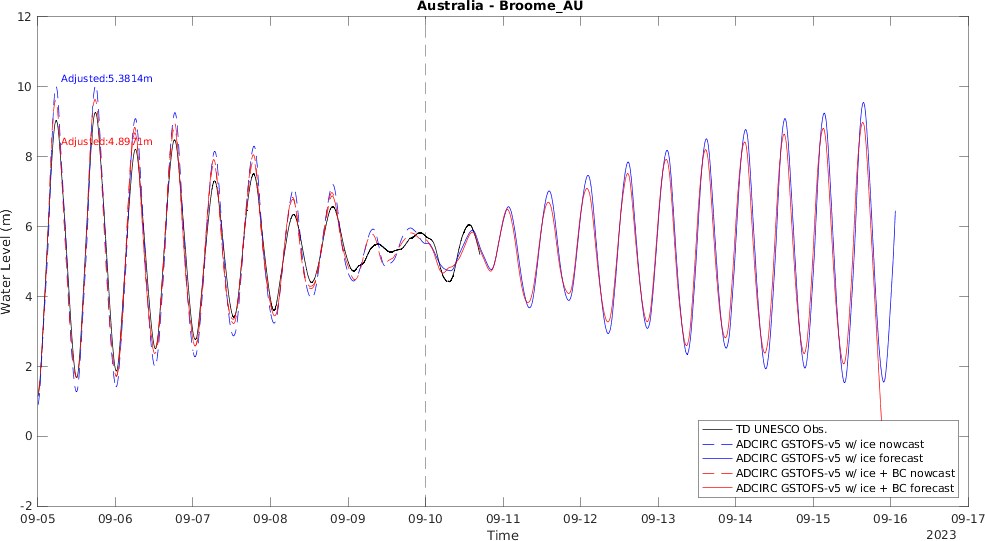 Australia - Broome_AU
12
10
8
6
4
2
0
-2
Water Level (m)
Adjusted:5.3814m
Adjusted:4.8971m
TD UNESCO Obs.
ADCIRC GSTOFS-v5 w/ ice nowcast
ADCIRC GSTOFS-v5 w/ ice forecast
ADCIRC GSTOFS-v5 w/ ice + BC nowcast
ADCIRC GSTOFS-v5 w/ ice + BC forecast
09-05 09-06 09-07 09-08 09-09 09-10 09-11 09-12 09-13 09-14 09-15 09-16 09-17
Time
2023